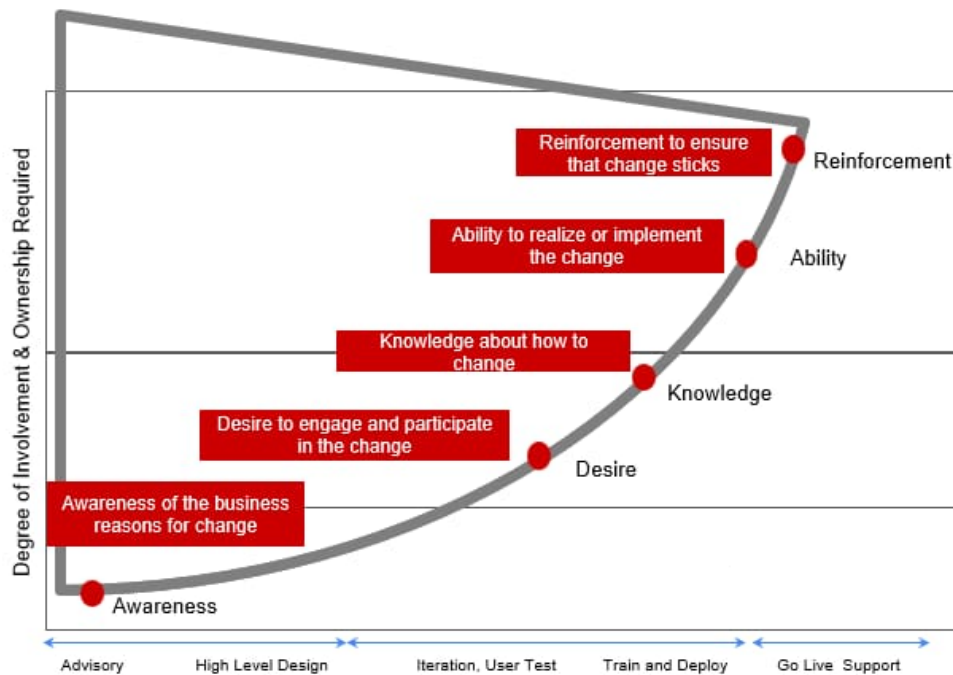 Degree of Involvement & Ownership Required
Reinforcement to ensure
that change sticks
Reinforcement
Ability to realize or implement
the change
Ability
Knowledge about how to
change
Knowledge
Desire to engage and participate
in the change
Desire
Awareness of the business
reasons for change
Awareness
Advisory
High Level Design
Iteration, User Test
Train and Deploy
Go Live Support